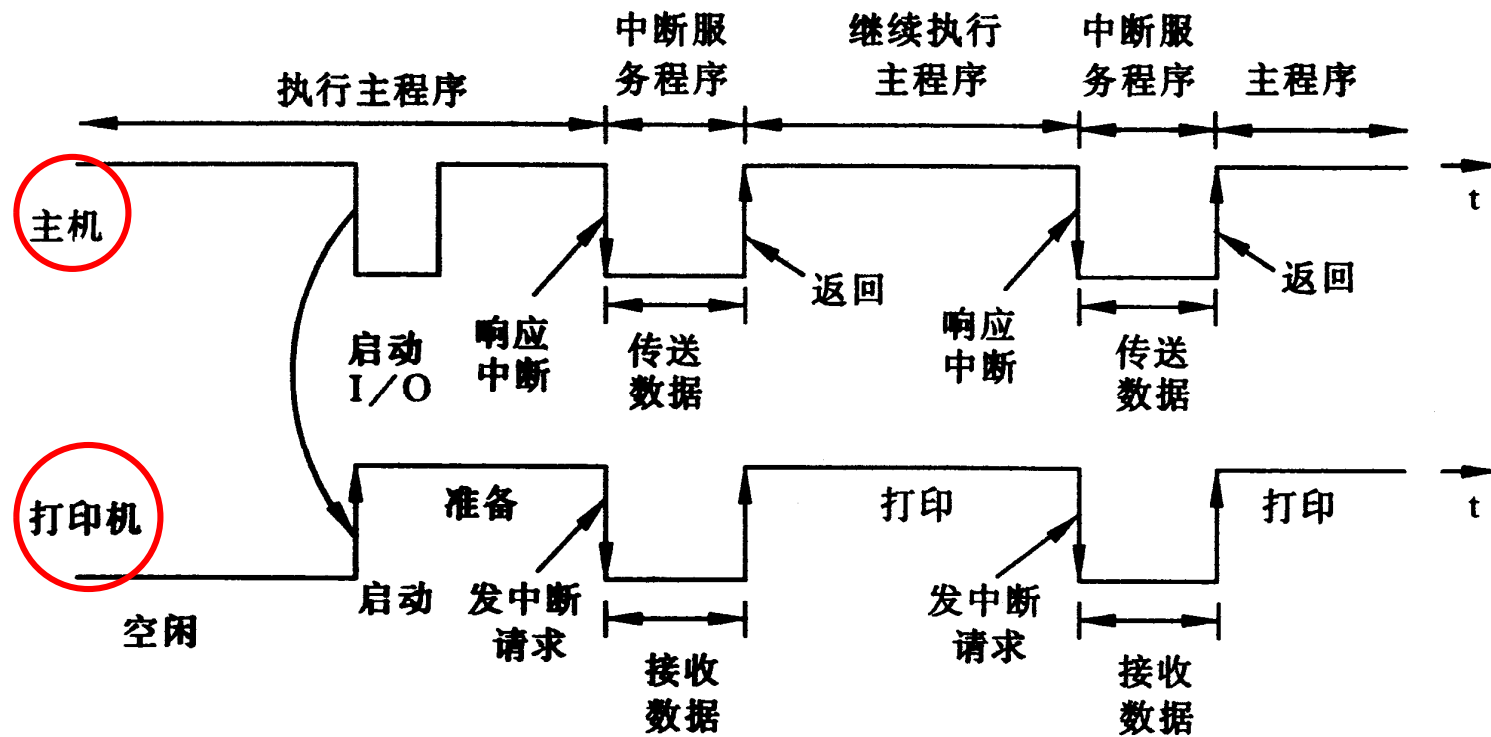 执行主程序
中断服
务程序
继续执行
主程序
中断服
务程序
主程序
主机
t
启动
I/O
响应
中断
传送
数据
返回
响应
中断
传送
数据
返回
打印机
空闲
启动
准备
发中断
请求
接收
数据
打印
发中断
请求
接收
数据
打印
t